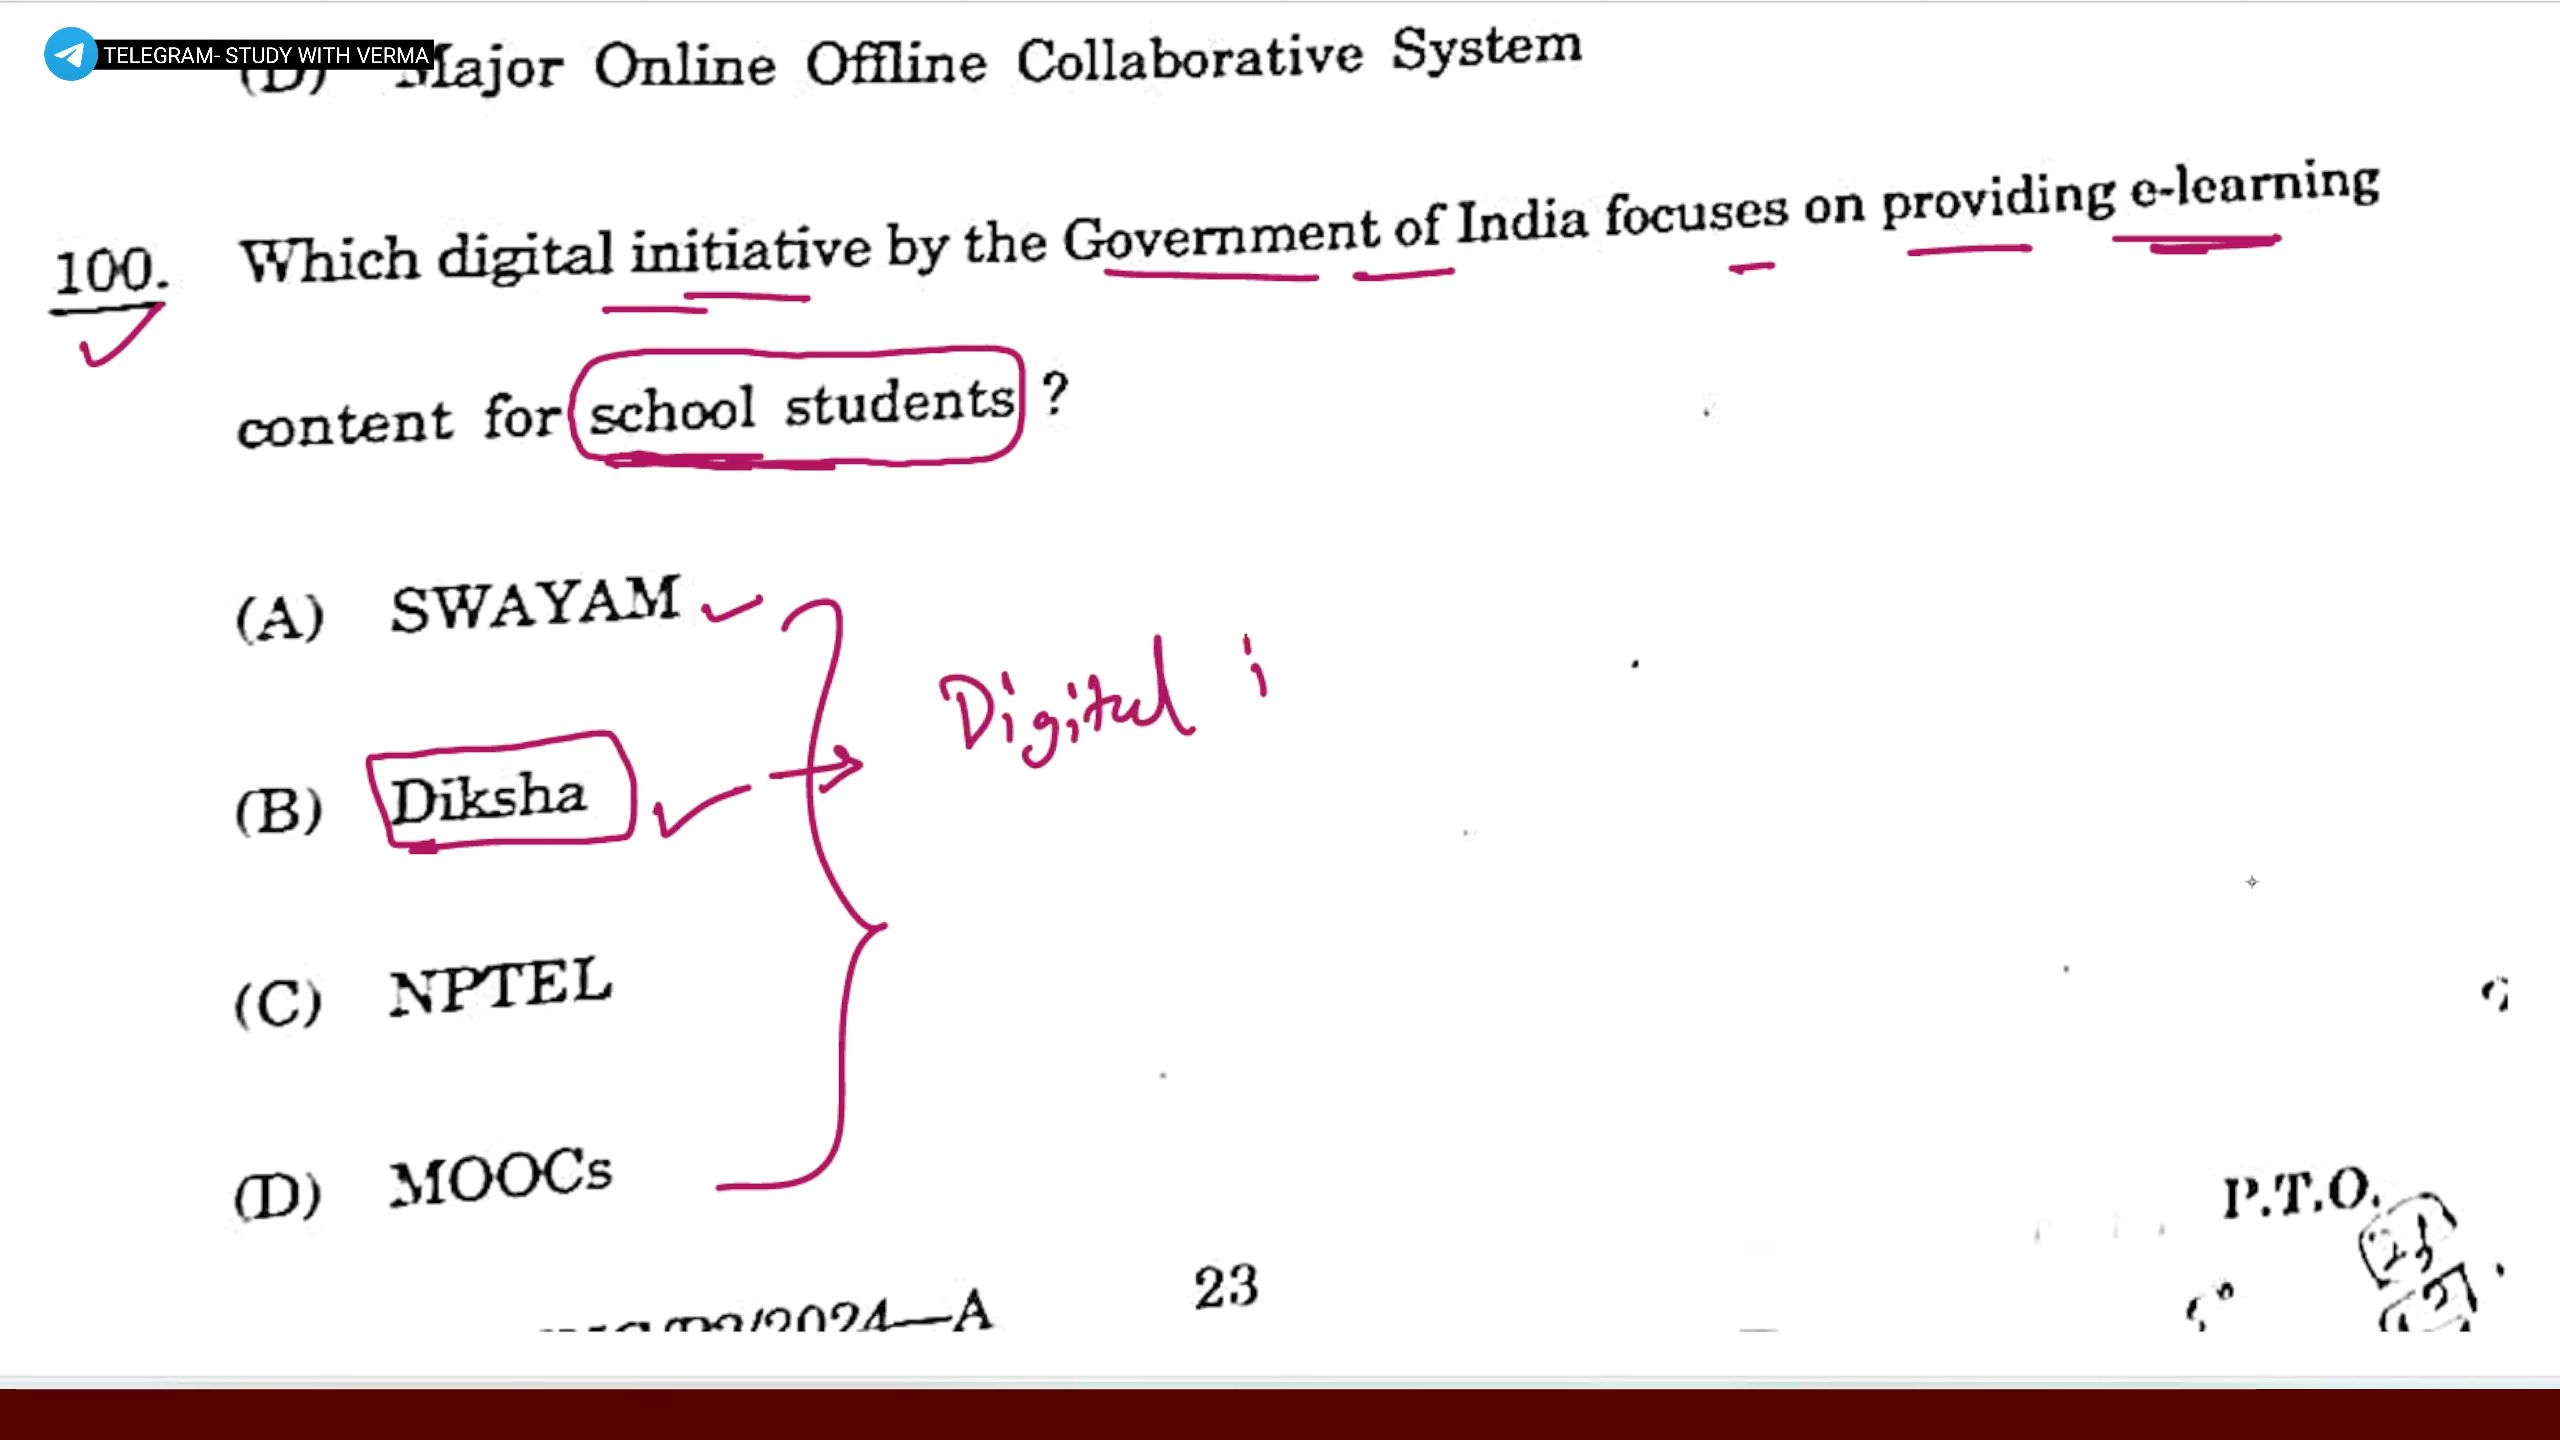 TELEGRAM- STUDY WITH VERMA
(D) Major Online Offline Collaborative System
100. Which digital initiative by the Government of India focuses on providing e-learning
content for school students ?
(A) SWAYAM
(B) Diksha
Digital i
(C) NPTEL
(D) MOOCs
P.T.O.
/2024—A 23